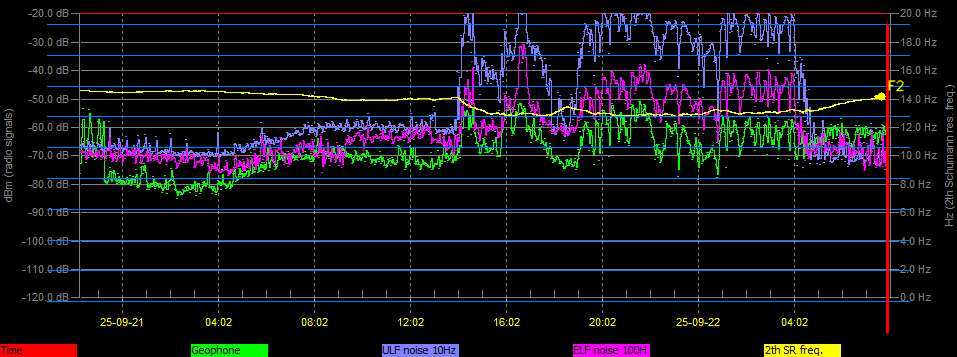 -20.0 dB 20.0 Hz
-30.0 dB 18.0 Hz
-40.0 dB 16.0 Hz
-50.0 dB 14.0 Hz
F2
-60.0 dB 12.0 Hz
-70.0 dB 10.0 Hz
-80.0 dB 8.0 Hz
-90.0 dB 6.0 Hz
-100.0 dB 4.0 Hz
-110.0 dB 2.0 Hz
-120.0 dB 0.0 Hz
dBm (radio signals)
Hz (2th Schumann res. freq.)
25-09-21 04:02 08:02 12:02 16:02 20:02 25-09-22 04:02
Time Geophone ULF noise 10Hz ELF noise 100H 2th SR freq.